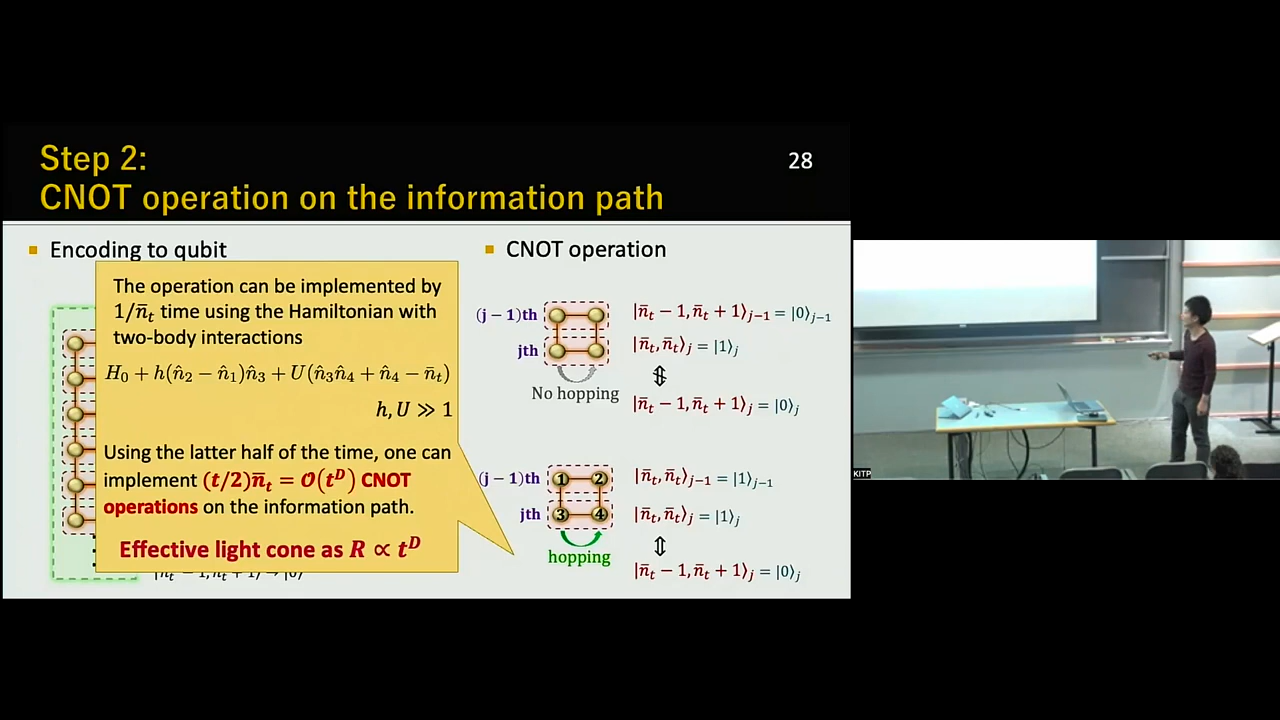 Step 2:
CNOT operation on the information path
28
Encoding to qubit
The operation can be implemented by
1/n̄ₜ time using the Hamiltonian with
two-body interactions
H₀ + h(n̂₂ − n̂₁)n̂₃ + U(n̂₃n̂₄ + n̂₄ − n̄ₜ)
h, U ≫ 1
Using the latter half of the time, one can
implement (t/2)n̄ₜ = 𝒪(tᴰ) CNOT
operations on the information path.
Effective light cone as R ∝ tᴰ
CNOT operation
(j − 1)th
|n̄ₜ − 1, n̄ₜ + 1⟩ⱼ₋₁ = |0⟩ⱼ₋₁
jth
|n̄ₜ, n̄ₜ⟩ⱼ = |1⟩ⱼ
No hopping
|n̄ₜ − 1, n̄ₜ + 1⟩ⱼ = |0⟩ⱼ
(j − 1)th
1 2
|n̄ₜ, n̄ₜ⟩ⱼ₋₁ = |1⟩ⱼ₋₁
jth
3 4
|n̄ₜ, n̄ₜ⟩ⱼ = |1⟩ⱼ
hopping
|n̄ₜ − 1, n̄ₜ + 1⟩ⱼ = |0⟩ⱼ
KITP